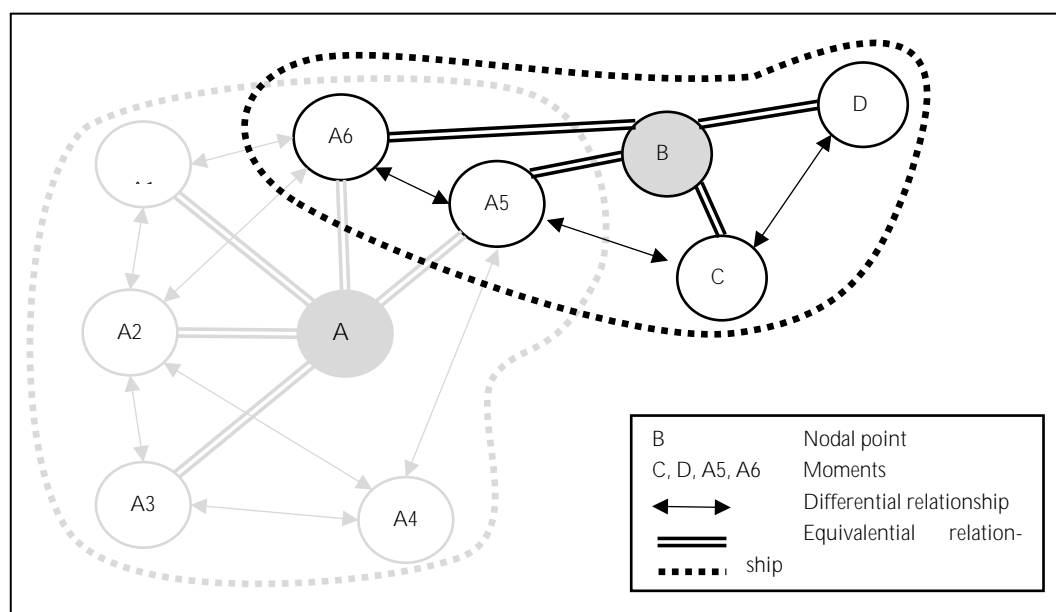 D
A6
B
A5
C
A2
A
A3
A4
B Nodal point
C, D, A5, A6 Moments
Differential relationship
Equivalential relation-
ship